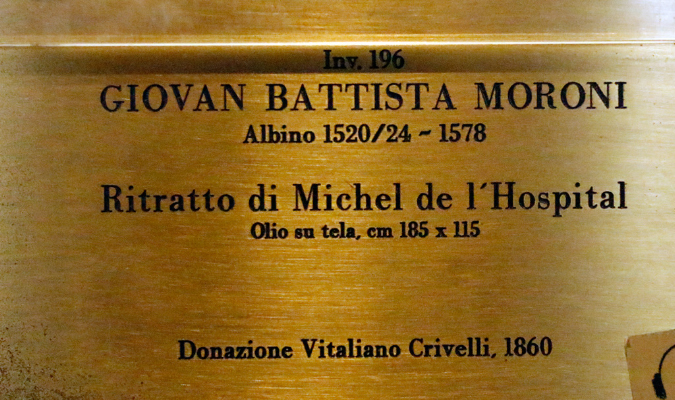 Inv. 196
GIOVAN BATTISTA MORONI
Albino 1520/24 ~ 1578
Ritratto di Michel de l´Hospital
Olio su tela, cm 185 x 115
Donazione Vitaliano Crivelli, 1860